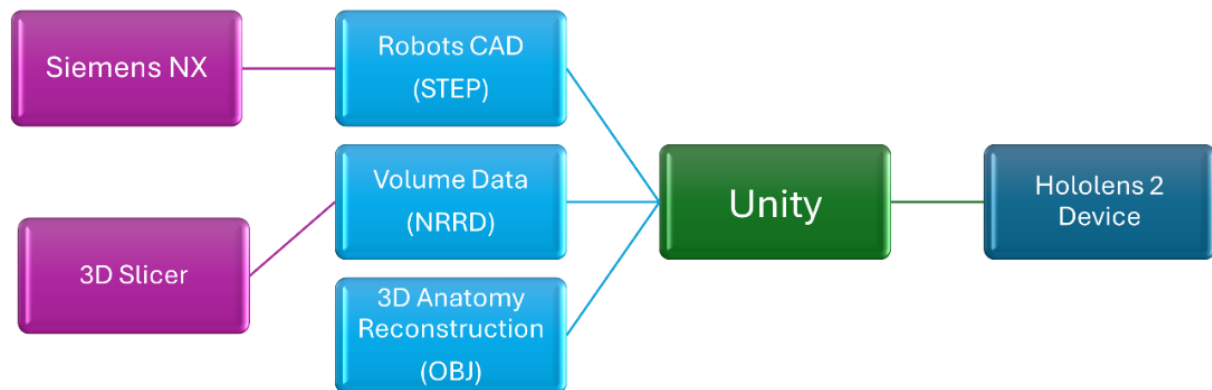 Siemens NX
Robots CAD
(STEP)
3D Slicer
Volume Data
(NRRD)
3D Anatomy
Reconstruction
(OBJ)
Unity
Hololens 2
Device